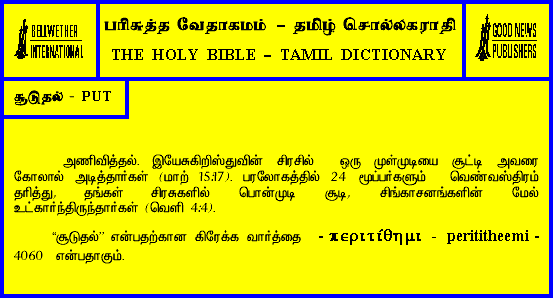 BELLWETHER
INTERNATIONAL
பரிசுத்த வேதாகமம் – தமிழ் சொல்லகராதி
THE HOLY BIBLE – TAMIL DICTIONARY
GOOD NEWS
PUBLISHERS
சூடுதல் - PUT
அணிவித்தல். இயேசுகிறிஸ்துவின் சிரசில் ஒரு முள்முடியை சூட்டி அவரை
கோலால் அடித்தார்கள் (மாற் 15:17). பரலோகத்தில் 24 மூப்பர்களும் வெண்வஸ்திரம்
தரித்து, தங்கள் சிரசுகளில் பொன்முடி சூடி, சிங்காசனங்களின் மேல்
உட்கார்ந்திருந்தார்கள் (வெளி 4:4).
“சூடுதல்” என்பதற்கான கிரேக்க வார்த்தை - περιτίθημι - perititheemi -
4060 என்பதாகும்.